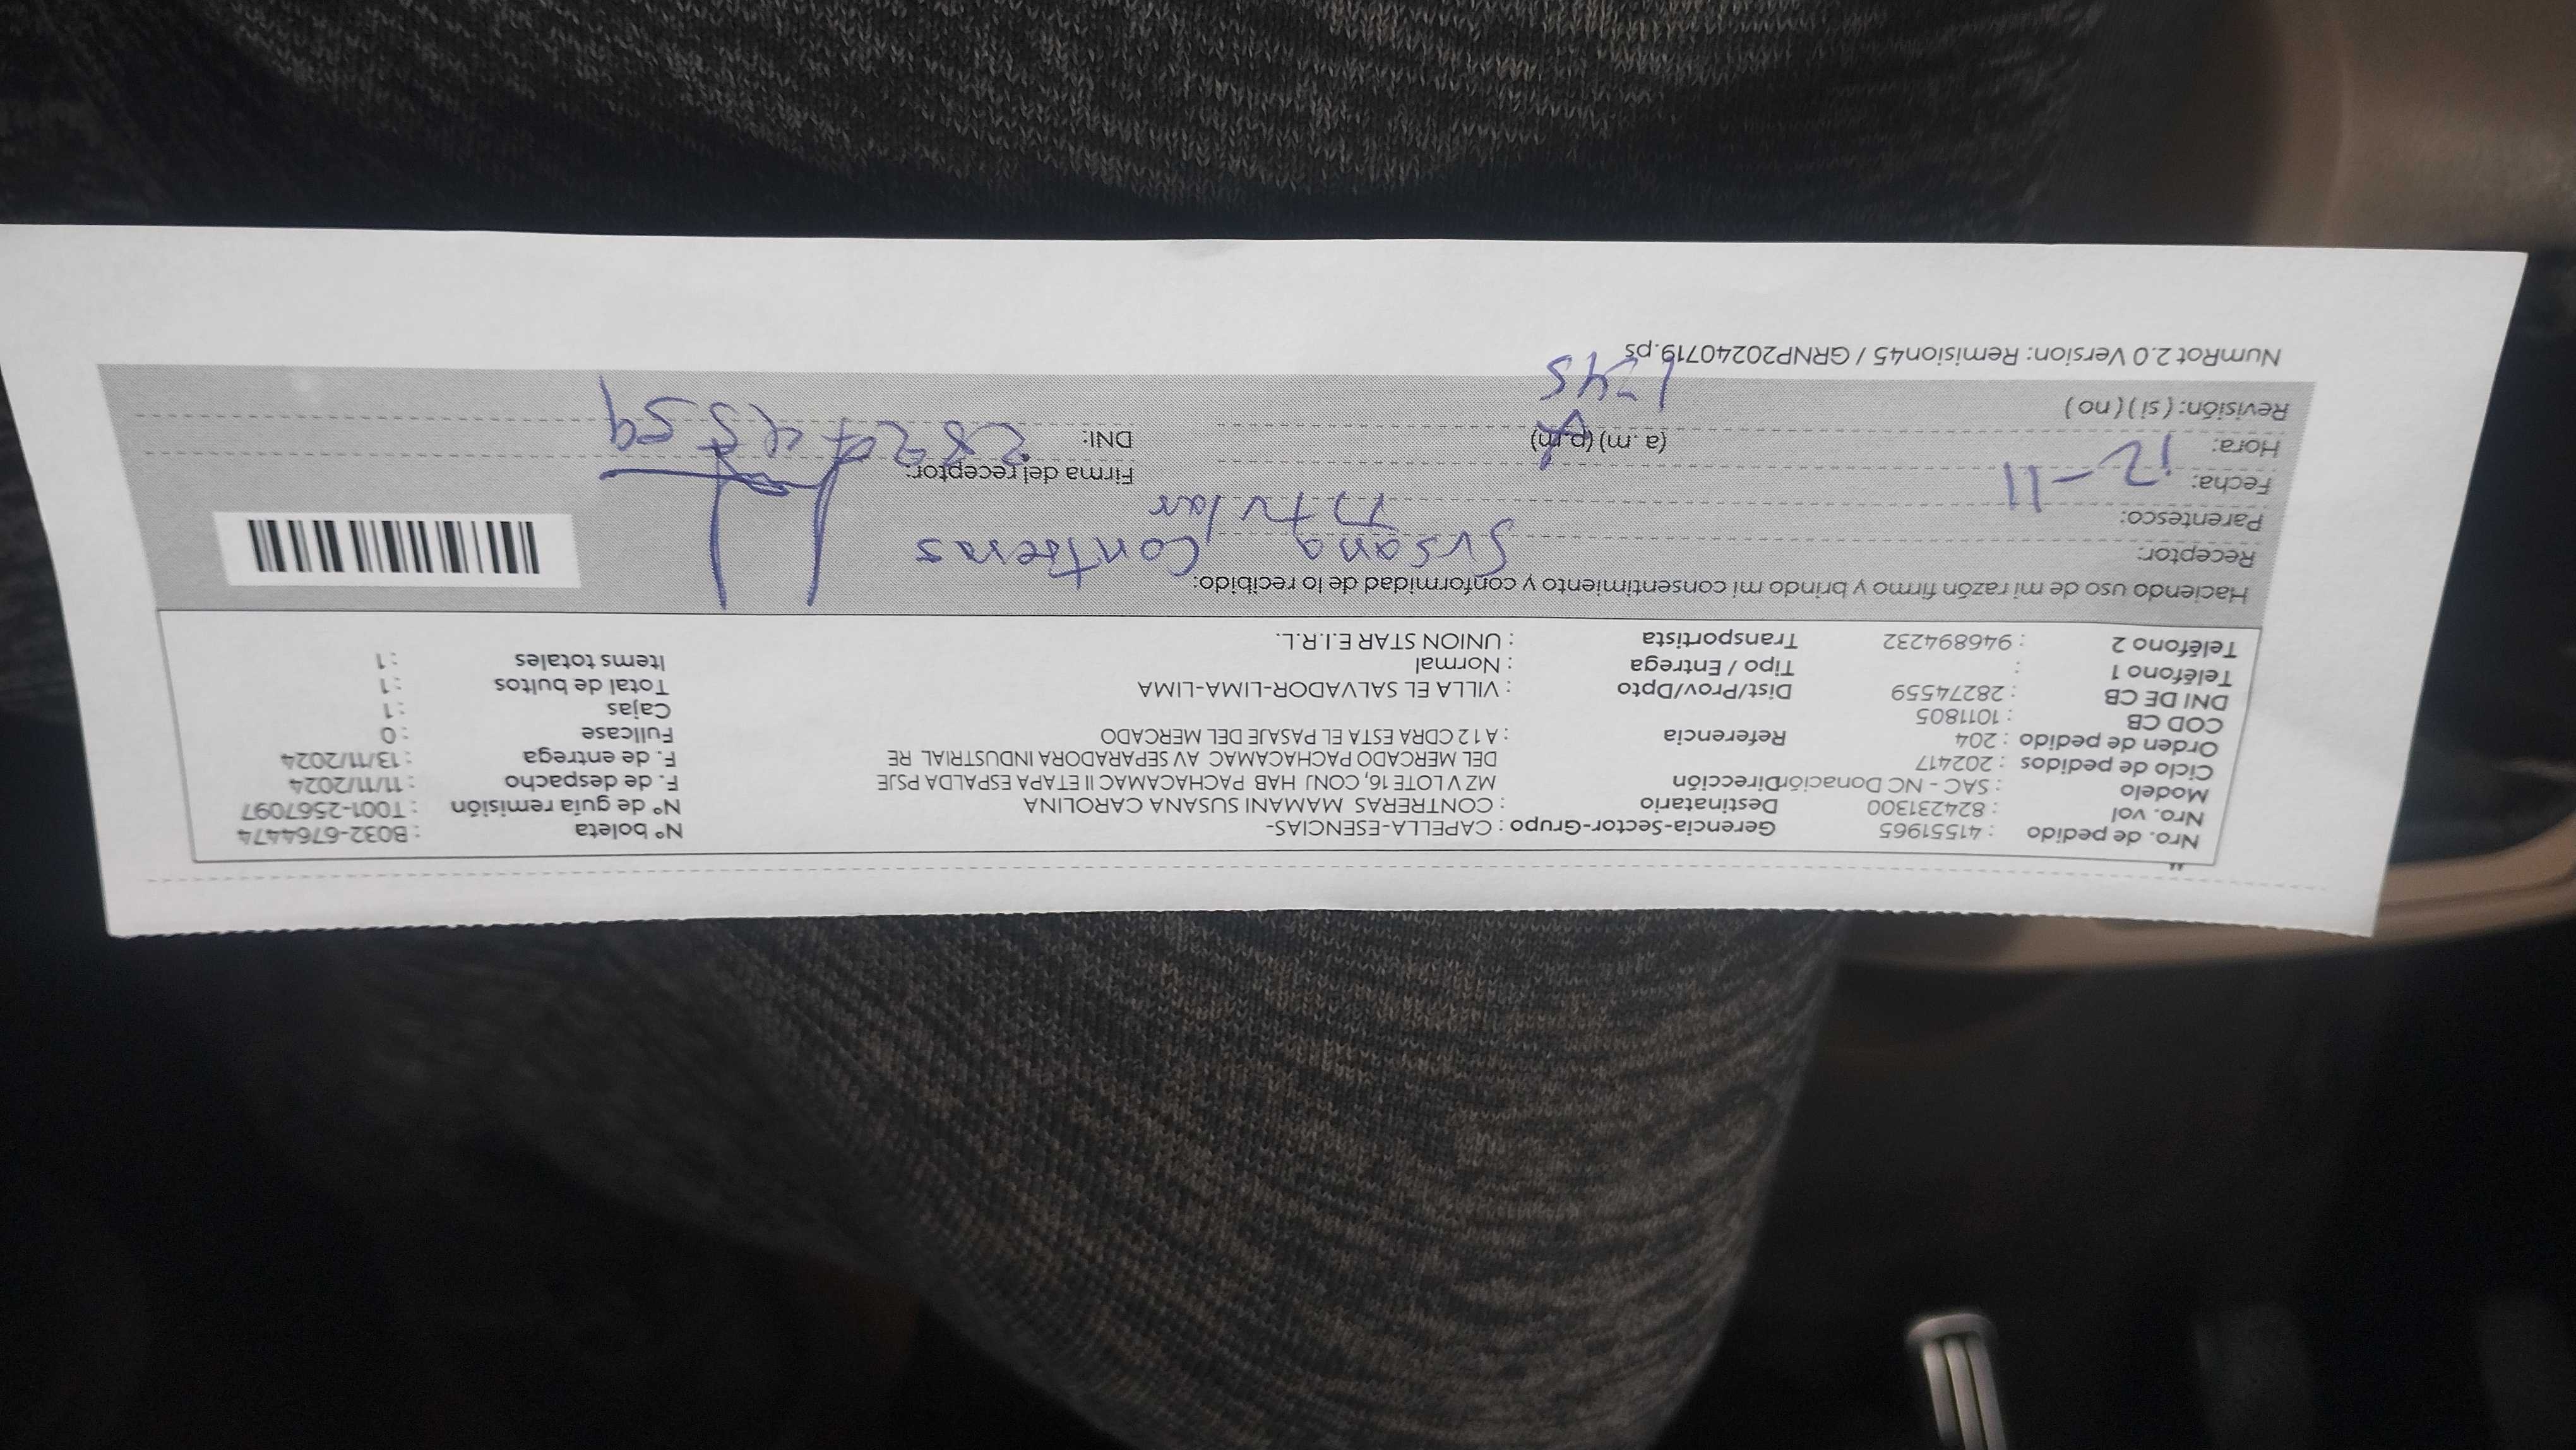 Nro. de pedido : 41551965 Gerencia-Sector-Grupo : CAPELLA-ESENCIAS- N° boleta : B032-6764474
Nro. vol : 824231300 Destinatario : CONTRERAS MAMANI SUSANA CAROLINA N° de guía remisión : T001-2567097
Modelo : SAC - NC Donación Dirección MZ V LOTE 16, CONJ HAB PACHACAMAC II ETAPA ESPALDA PSJE F. de despacho : 11/11/2024
Ciclo de pedidos : 202417 DEL MERCADO PACHACAMAC AV SEPARADORA INDUSTRIAL RE F. de entrega : 13/11/2024
Orden de pedido : 204 Referencia : A 12 CDRA ESTA EL PASAJE DEL MERCADO Fullcase : 0
COD CB : 1011805 Cajas : 1
DNI DE CB : 28274559 Dist/Prov/Dpto : VILLA EL SALVADOR-LIMA-LIMA Total de bultos : 1
Teléfono 1 : Tipo / Entrega : Normal Items totales : 1
Teléfono 2 : 946894232 Transportista : UNION STAR E.I.R.L.
Haciendo uso de mi razón firmo y brindo mi consentimiento y conformidad de lo recibido:
Receptor: Susana Contreras
Parentesco: Titular
Fecha: 12-11 Firma del receptor:
Hora: (a.m) (p.m) DNI: 28274559
Revisión: (si) (no) 1345
NumRot 2.0 Version: Remision45 / GRNP20240719.ps